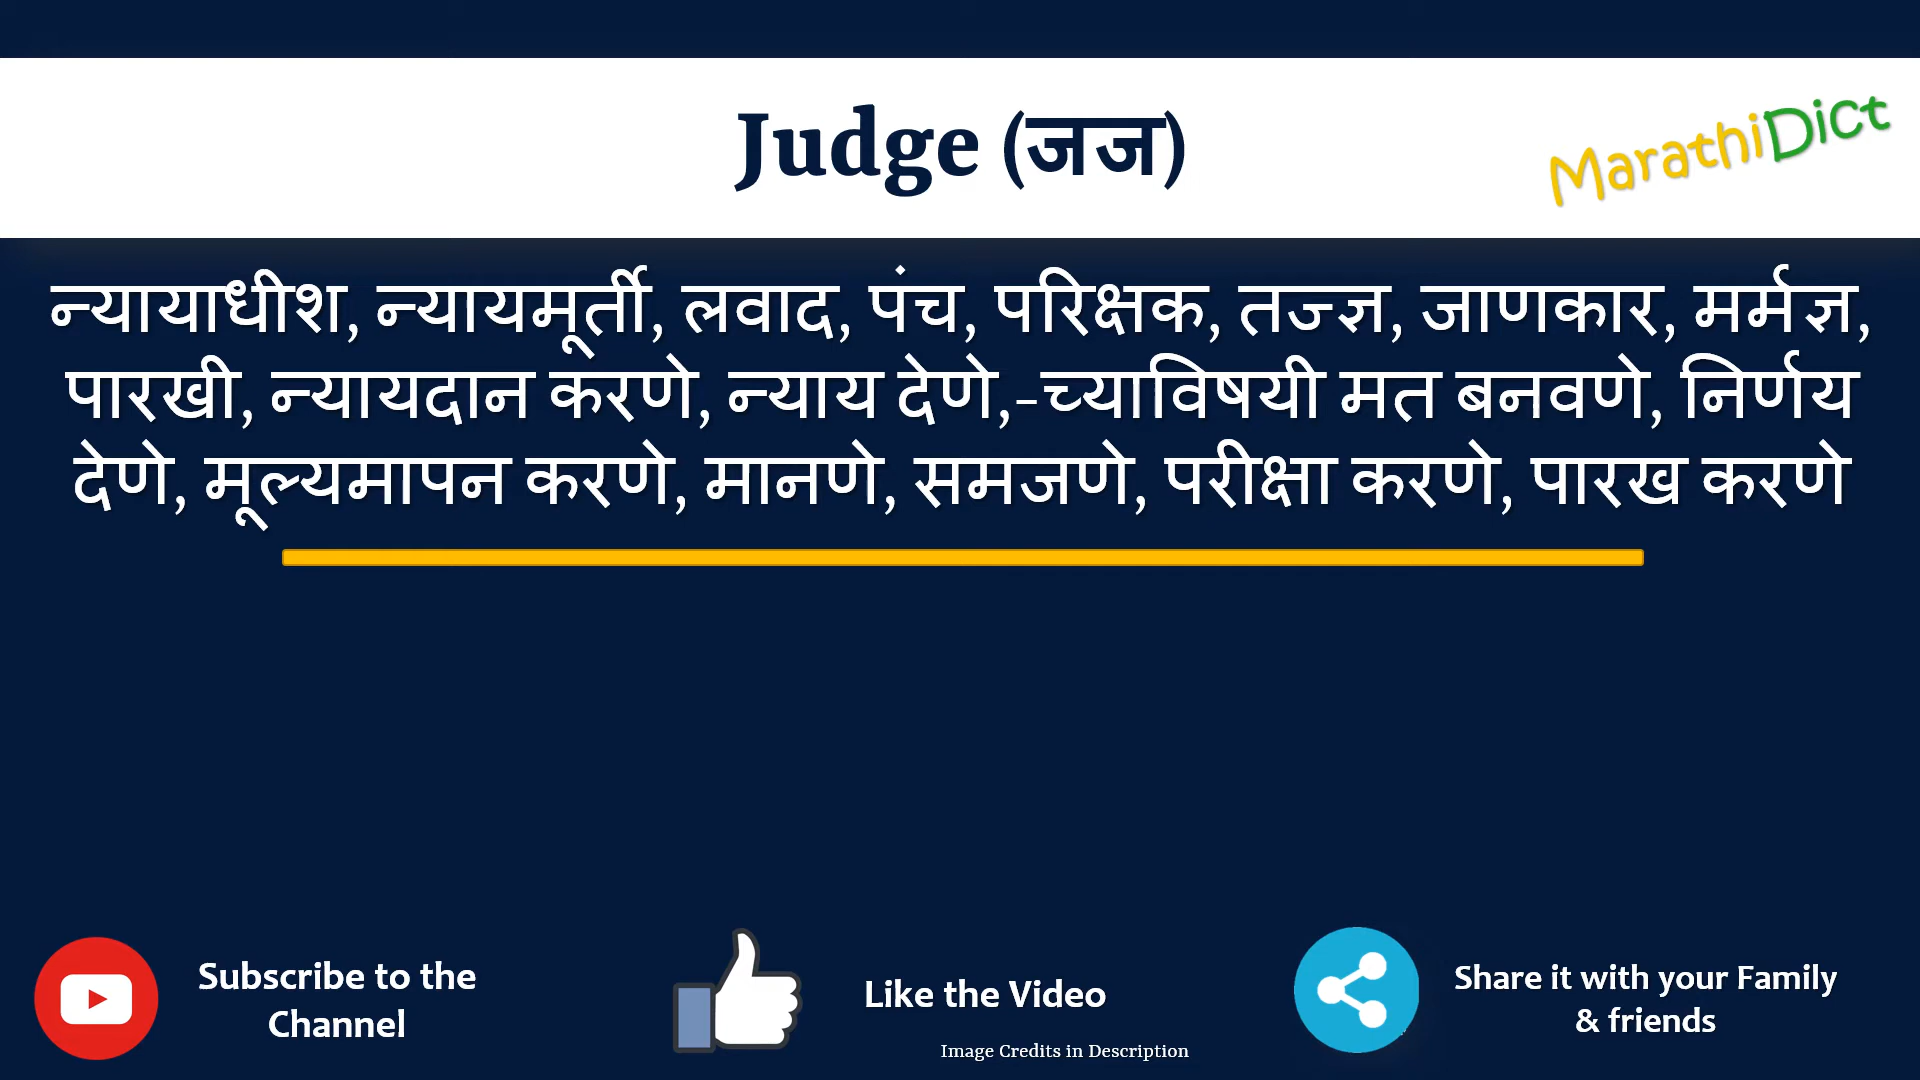 Judge (जज)
MarathiDict
न्यायाधीश, न्यायमूर्ती, लवाद, पंच, परिक्षक, तज्ज्ञ, जाणकार, मर्मज्ञ,
पारखी, न्यायदान करणे, न्याय देणे,-च्याविषयी मत बनवणे, निर्णय
देणे, मूल्यमापन करणे, मानणे, समजणे, परीक्षा करणे, पारख करणे
Subscribe to the
Channel
Like the Video
Share it with your Family
& friends
Image Credits in Description